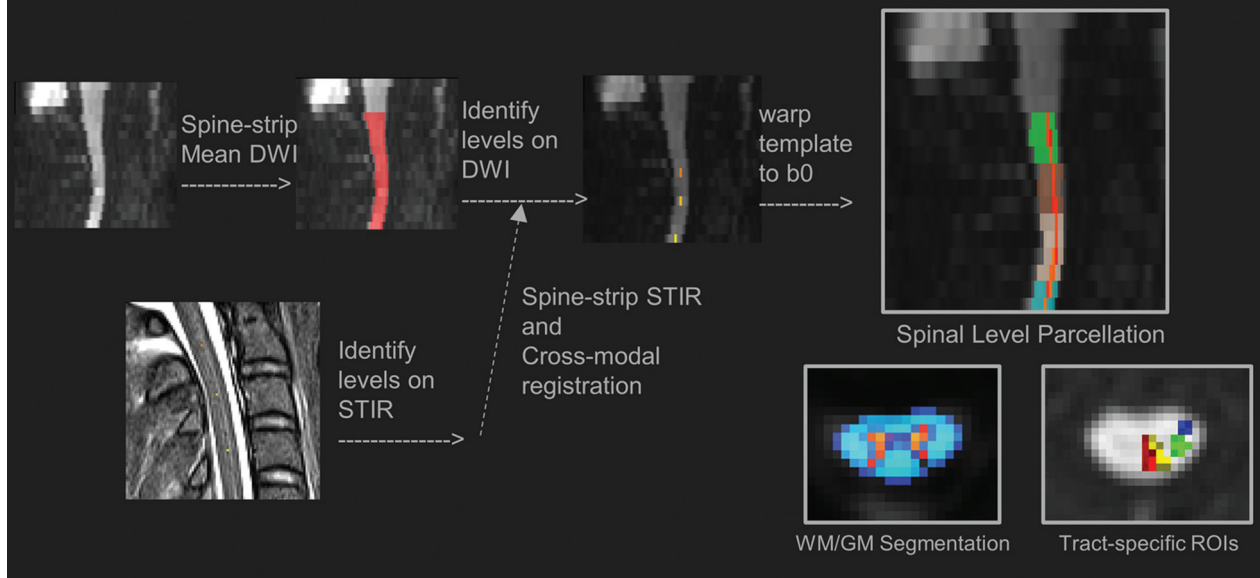 Spine-strip
Mean DWI
------------>
Identify
levels on
DWI
--------------->
warp
template
to b0
----------->
Spinal Level Parcellation
Identify
levels on
STIR
--------------->
Spine-strip STIR
and
Cross-modal
registration
WM/GM Segmentation
Tract-specific ROIs